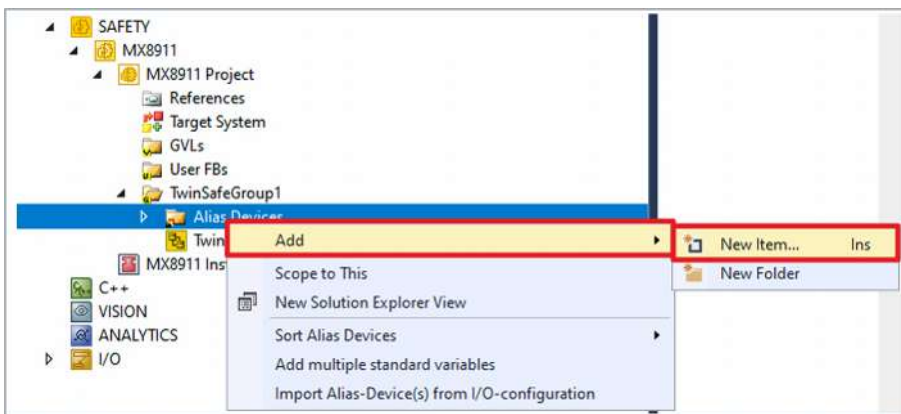 SAFETY
MX8911
MX8911 Project
References
Target System
GVLs
User FBs
TwinSafeGroup1
Alias Devices
Twin
Add
New Item... Ins
MX8911 Ins
New Folder
Scope to This
C++
New Solution Explorer View
VISION
ANALYTICS
Sort Alias Devices
I/O
Add multiple standard variables
Import Alias-Device(s) from I/O-configuration